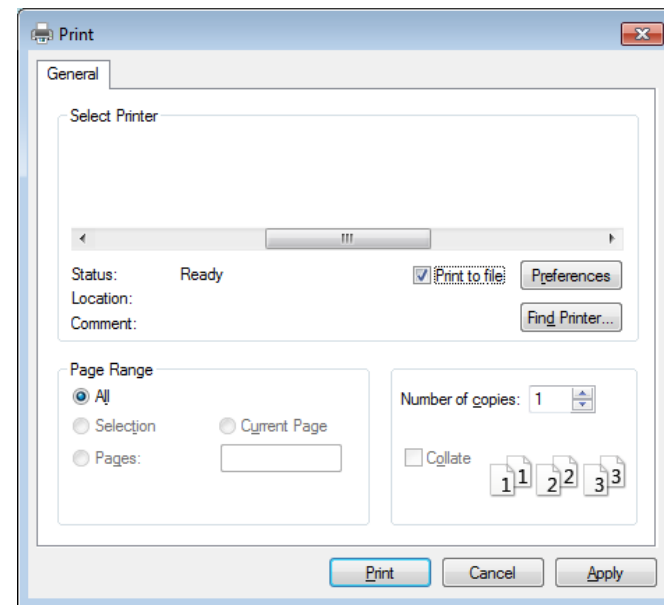 Print
General
Select Printer
Status: Ready
Print to file
Preferences
Location:
Comment:
Find Printer...
Page Range
All
Selection
Current Page
Pages:
Number of copies: 1
Collate
1 1 2 2 3 3
Print
Cancel
Apply